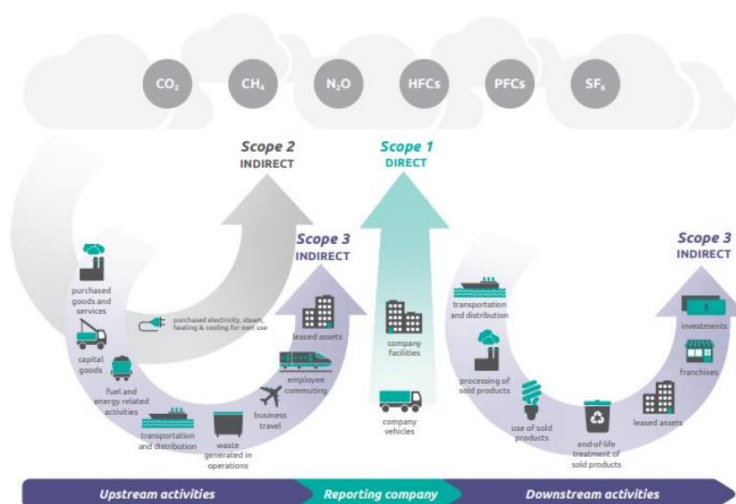 CO₂
CH₄
N₂O
HFCs
PFCs
SF₆
Scope 2
INDIRECT
Scope 1
DIRECT
Scope 3
INDIRECT
Scope 3
INDIRECT
purchased
goods and
services
capital
goods
fuel and
energy related
activities
transportation
and distribution
waste
generated in
operations
business
travel
employee
commuting
leased assets
purchased electricity, steam,
heating & cooling for own use
company
facilities
company
vehicles
transportation
and distribution
processing of
sold products
use of sold
products
end-of-life
treatment of
sold products
leased assets
franchises
investments
$
Upstream activities
Reporting company
Downstream activities